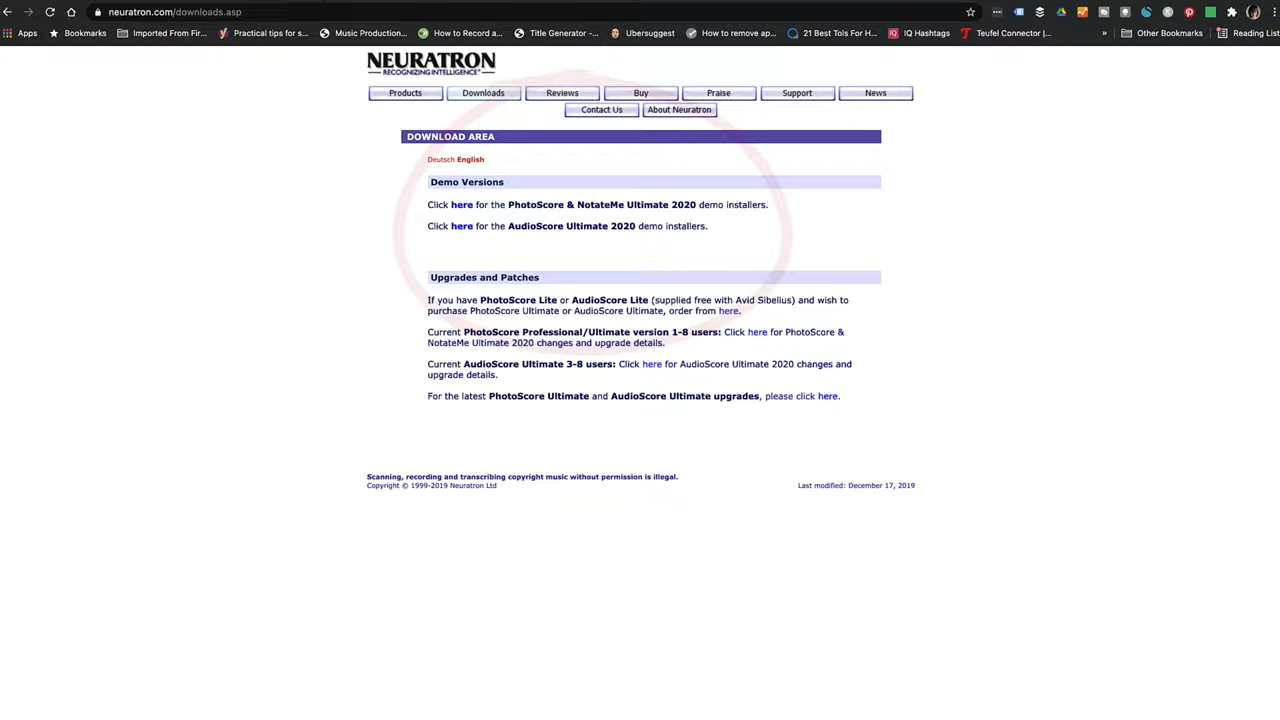 neuratron.com/downloads.asp
Apps Bookmarks Imported From Fir... Practical tips for s... Music Production... How to Record a... Title Generator -... Ubersuggest How to remove ap... 21 Best Tols For H... IQ Hashtags Teufel Connector |... » Other Bookmarks Reading List
NEURATRON
RECOGNIZING INTELLIGENCE
Products Downloads Reviews Buy Praise Support News
Contact Us About Neuratron
DOWNLOAD AREA
Deutsch English
Demo Versions
Click here for the PhotoScore & NotateMe Ultimate 2020 demo installers.
Click here for the AudioScore Ultimate 2020 demo installers.
Upgrades and Patches
If you have PhotoScore Lite or AudioScore Lite (supplied free with Avid Sibelius) and wish to
purchase PhotoScore Ultimate or AudioScore Ultimate, order from here.
Current PhotoScore Professional/Ultimate version 1-8 users: Click here for PhotoScore &
NotateMe Ultimate 2020 changes and upgrade details.
Current AudioScore Ultimate 3-8 users: Click here for AudioScore Ultimate 2020 changes and
upgrade details.
For the latest PhotoScore Ultimate and AudioScore Ultimate upgrades, please click here.
Scanning, recording and transcribing copyright music without permission is illegal.
Copyright © 1999-2019 Neuratron Ltd Last modified: December 17, 2019